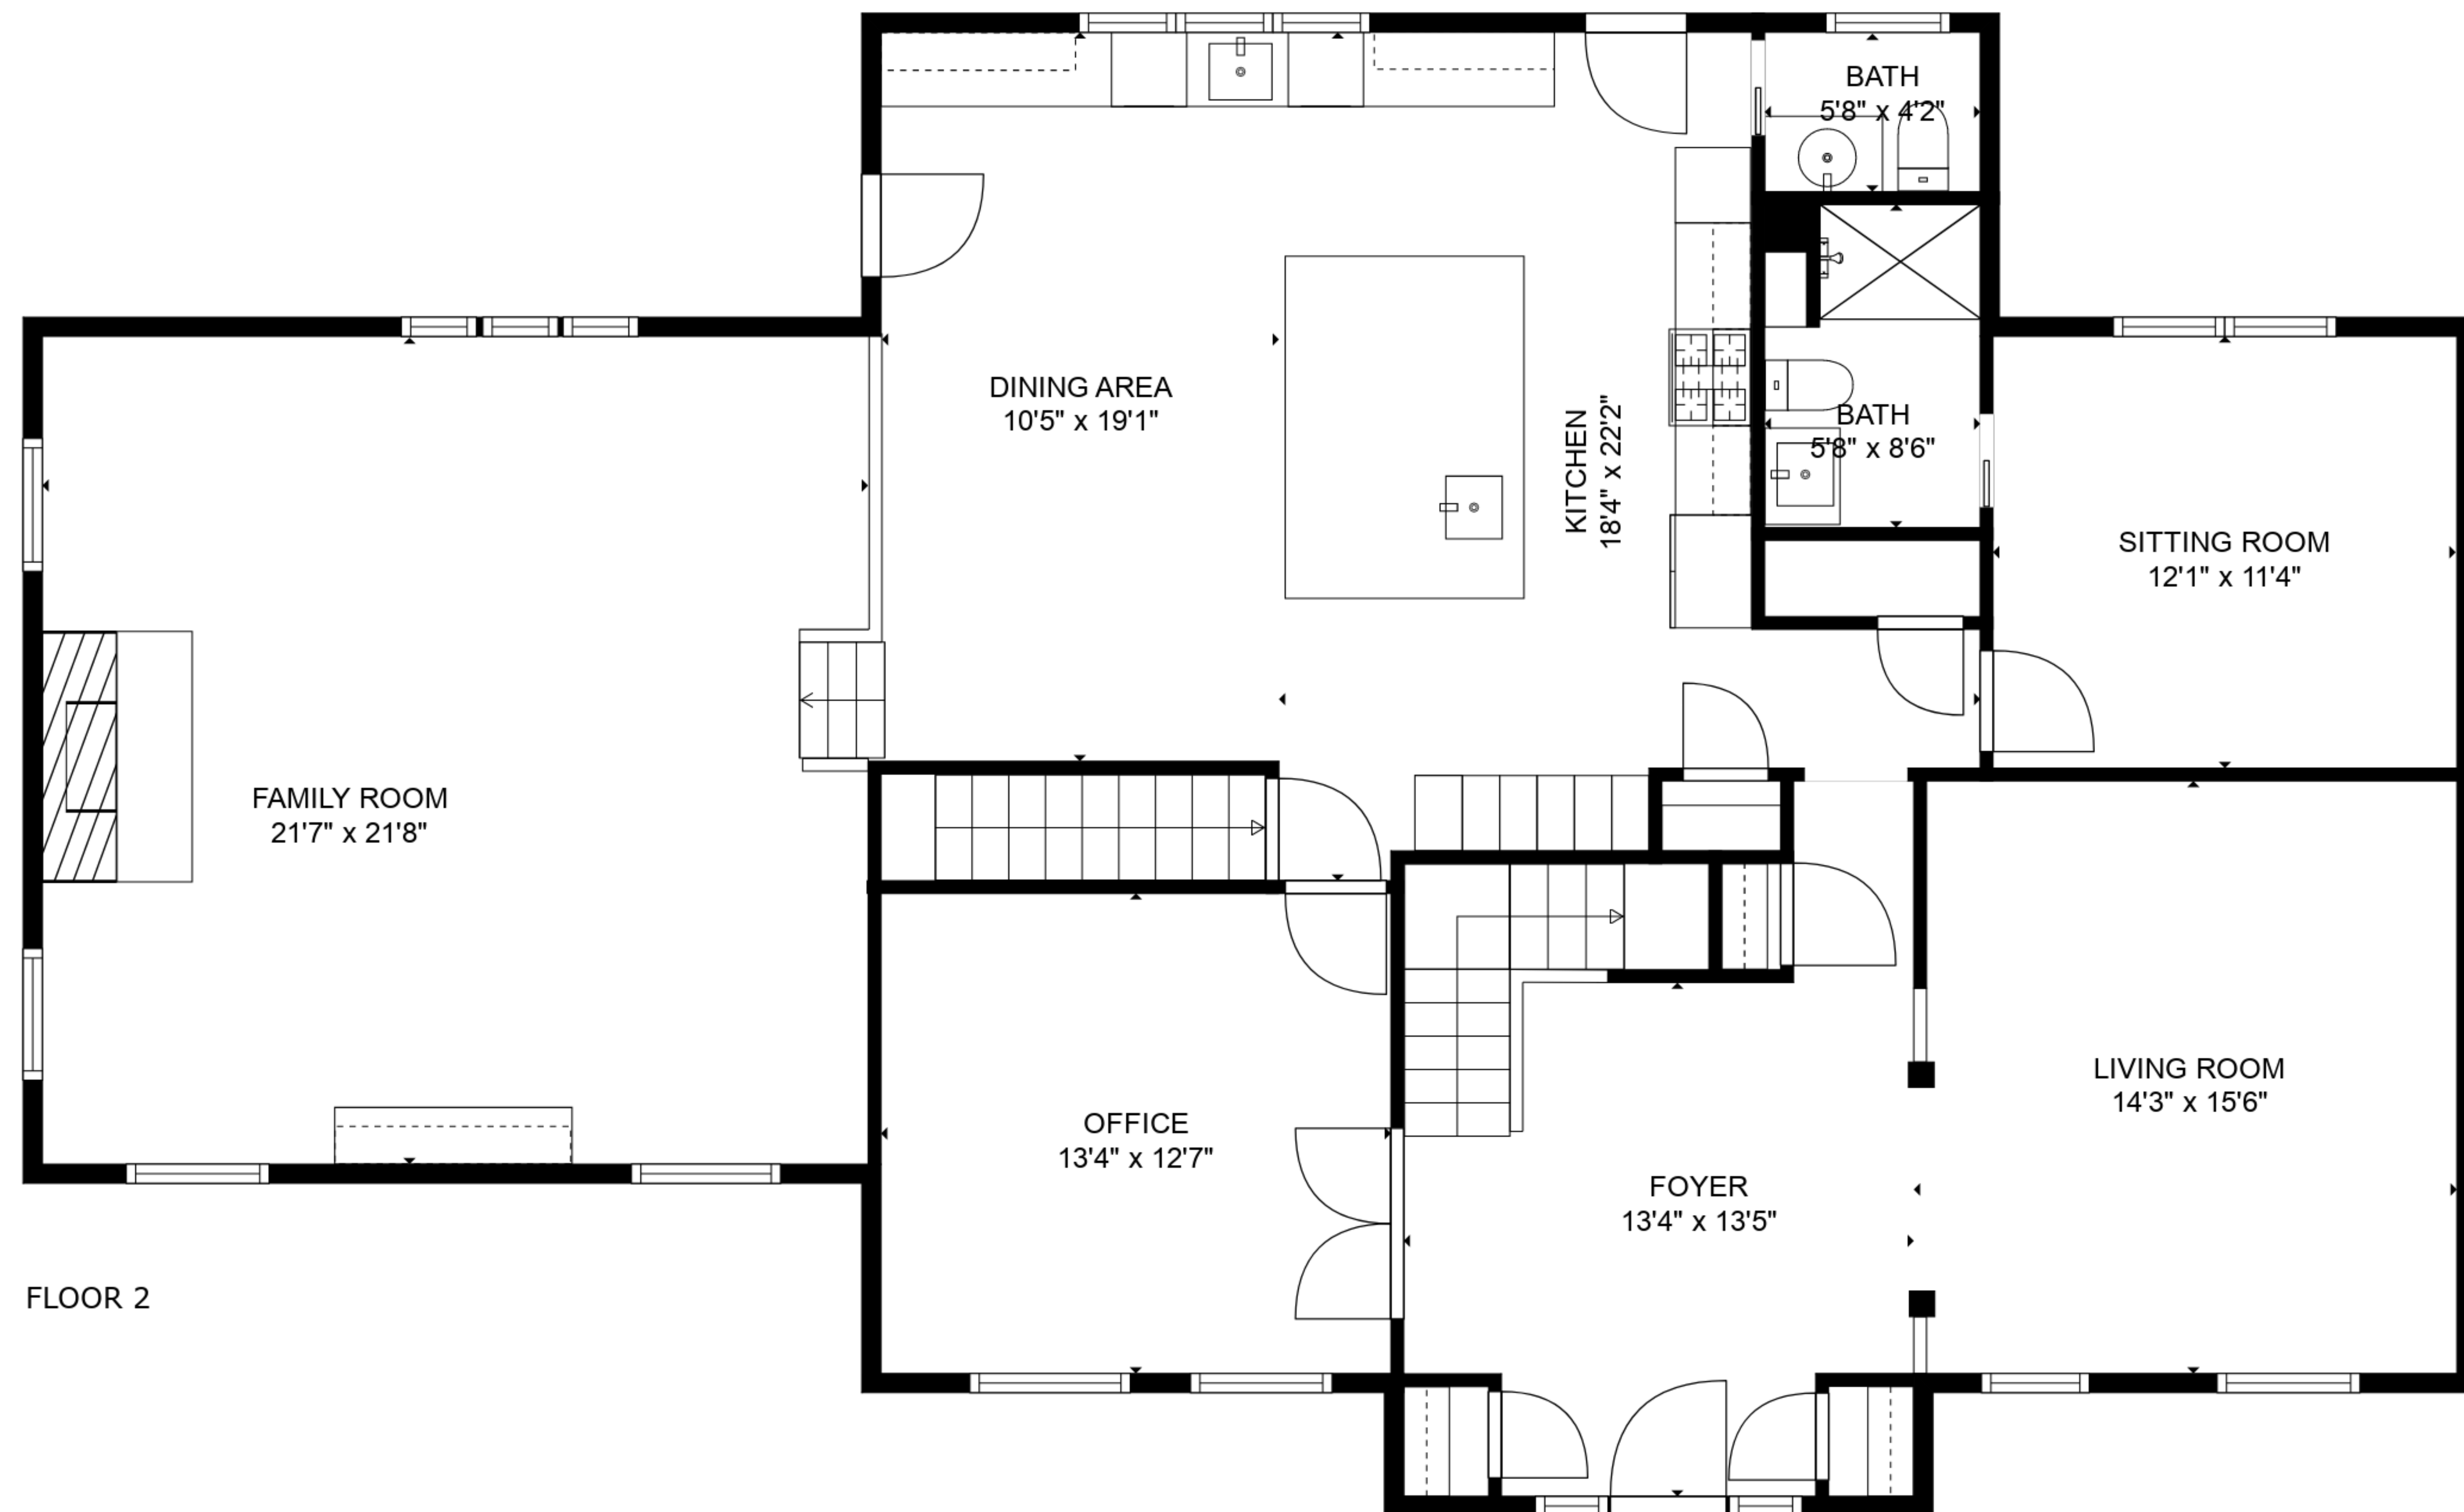 BATH
5'8" x 4'2"
DINING AREA
10'5" x 19'1"
KITCHEN
18'4" x 22'2"
BATH
5'8" x 8'6"
SITTING ROOM
12'1" x 11'4"
FAMILY ROOM
21'7" x 21'8"
OFFICE
13'4" x 12'7"
FOYER
13'4" x 13'5"
LIVING ROOM
14'3" x 15'6"
FLOOR 2